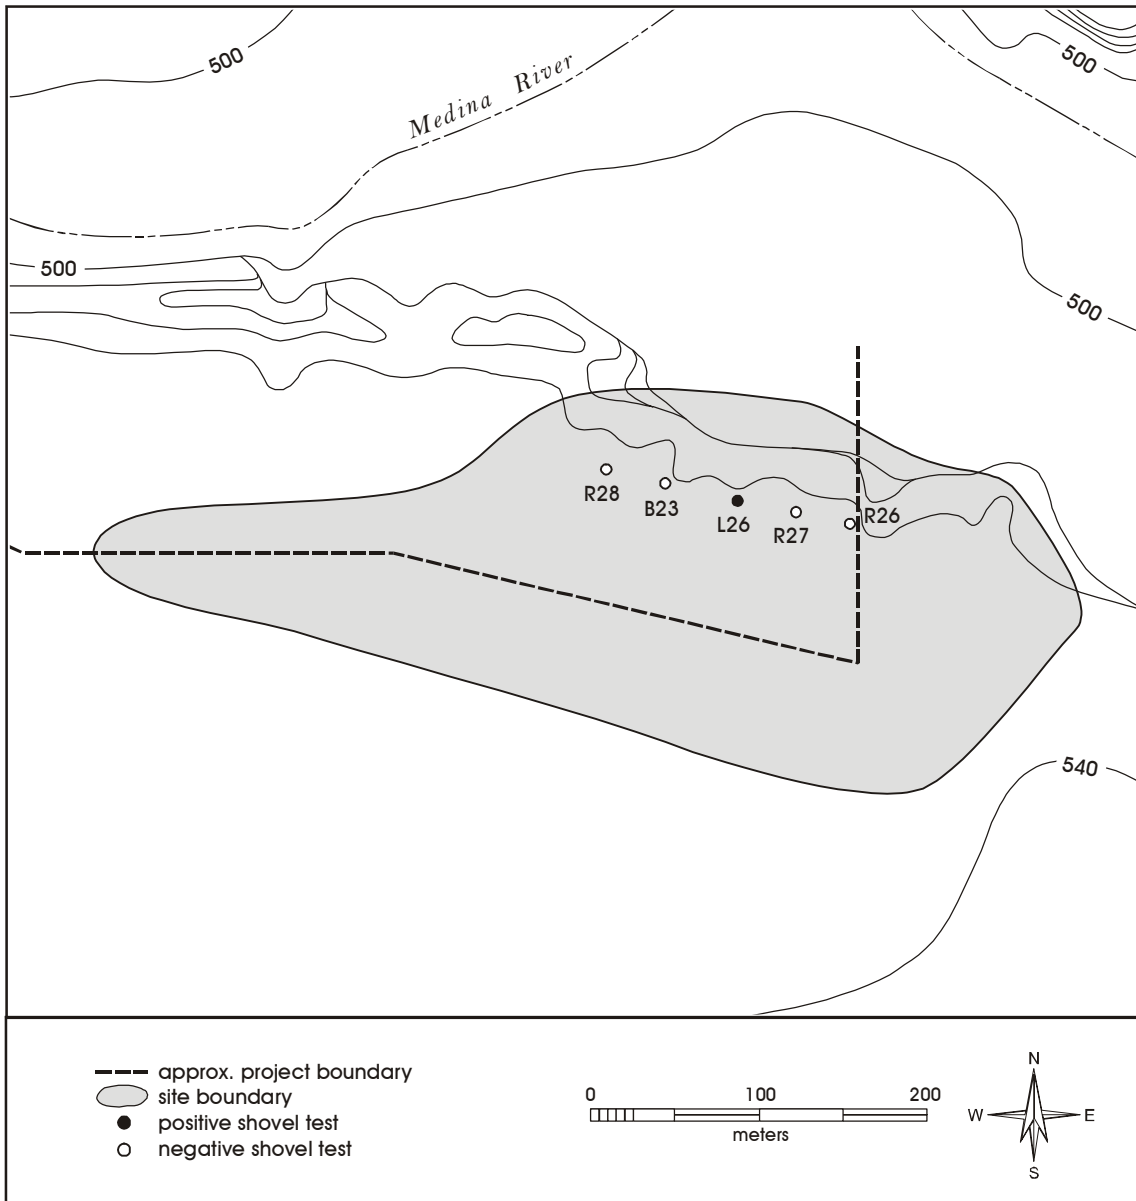 500
500
Medina River
500
500
R28
B23
L26
R27
R26
540
approx. project boundary
site boundary
positive shovel test
negative shovel test
0 100 200
meters
N
W E
S